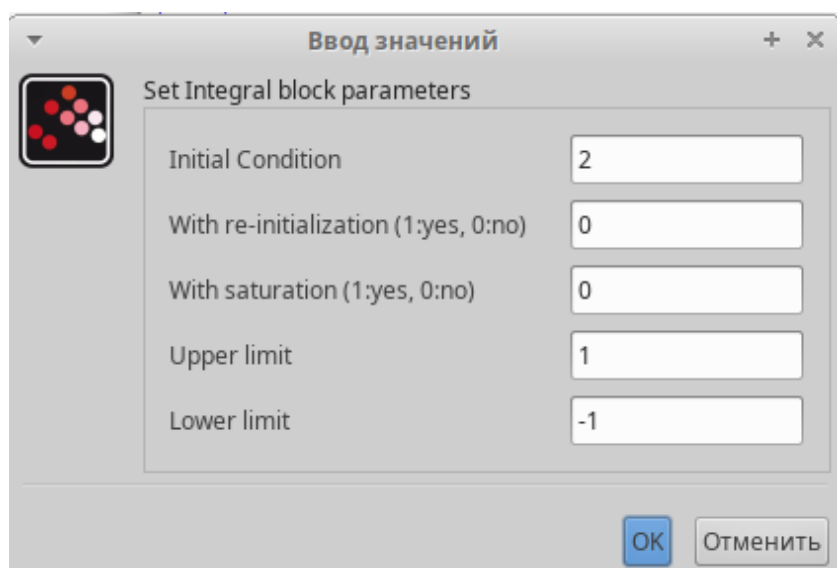 Ввод значений
Set Integral block parameters
Initial Condition 2
With re-initialization (1:yes, 0:no) 0
With saturation (1:yes, 0:no) 0
Upper limit 1
Lower limit -1
OK Отменить